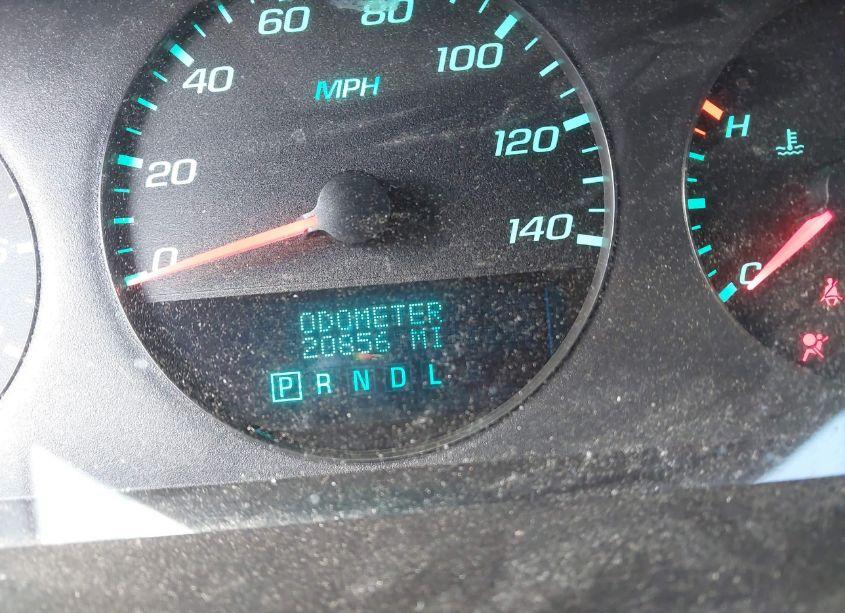 60 80
40 100
MPH
20 120
0 140
H
C
ODOMETER
20856 MI
P R N D L